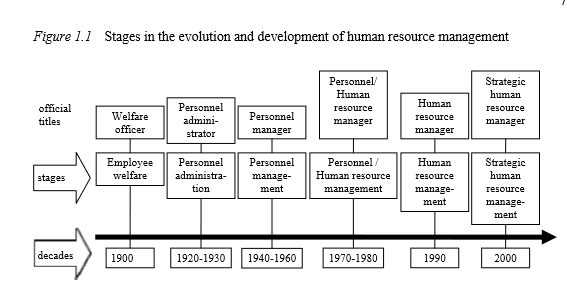 Figure 1.1 Stages in the evolution and development of human resource management
official
titles
Welfare
officer
Personnel
admini-
strator
Personnel
manager
Personnel/
Human
resource
manager
Human
resource
manager
Strategic
human
resource
manager
stages
Employee
welfare
Personnel
administra-
tion
Personnel
manage-
ment
Personnel /
Human resource
management
Human
resource
manage-
ment
Strategic
human
resource
manage-
ment
decades
1900
1920-1930
1940-1960
1970-1980
1990
2000